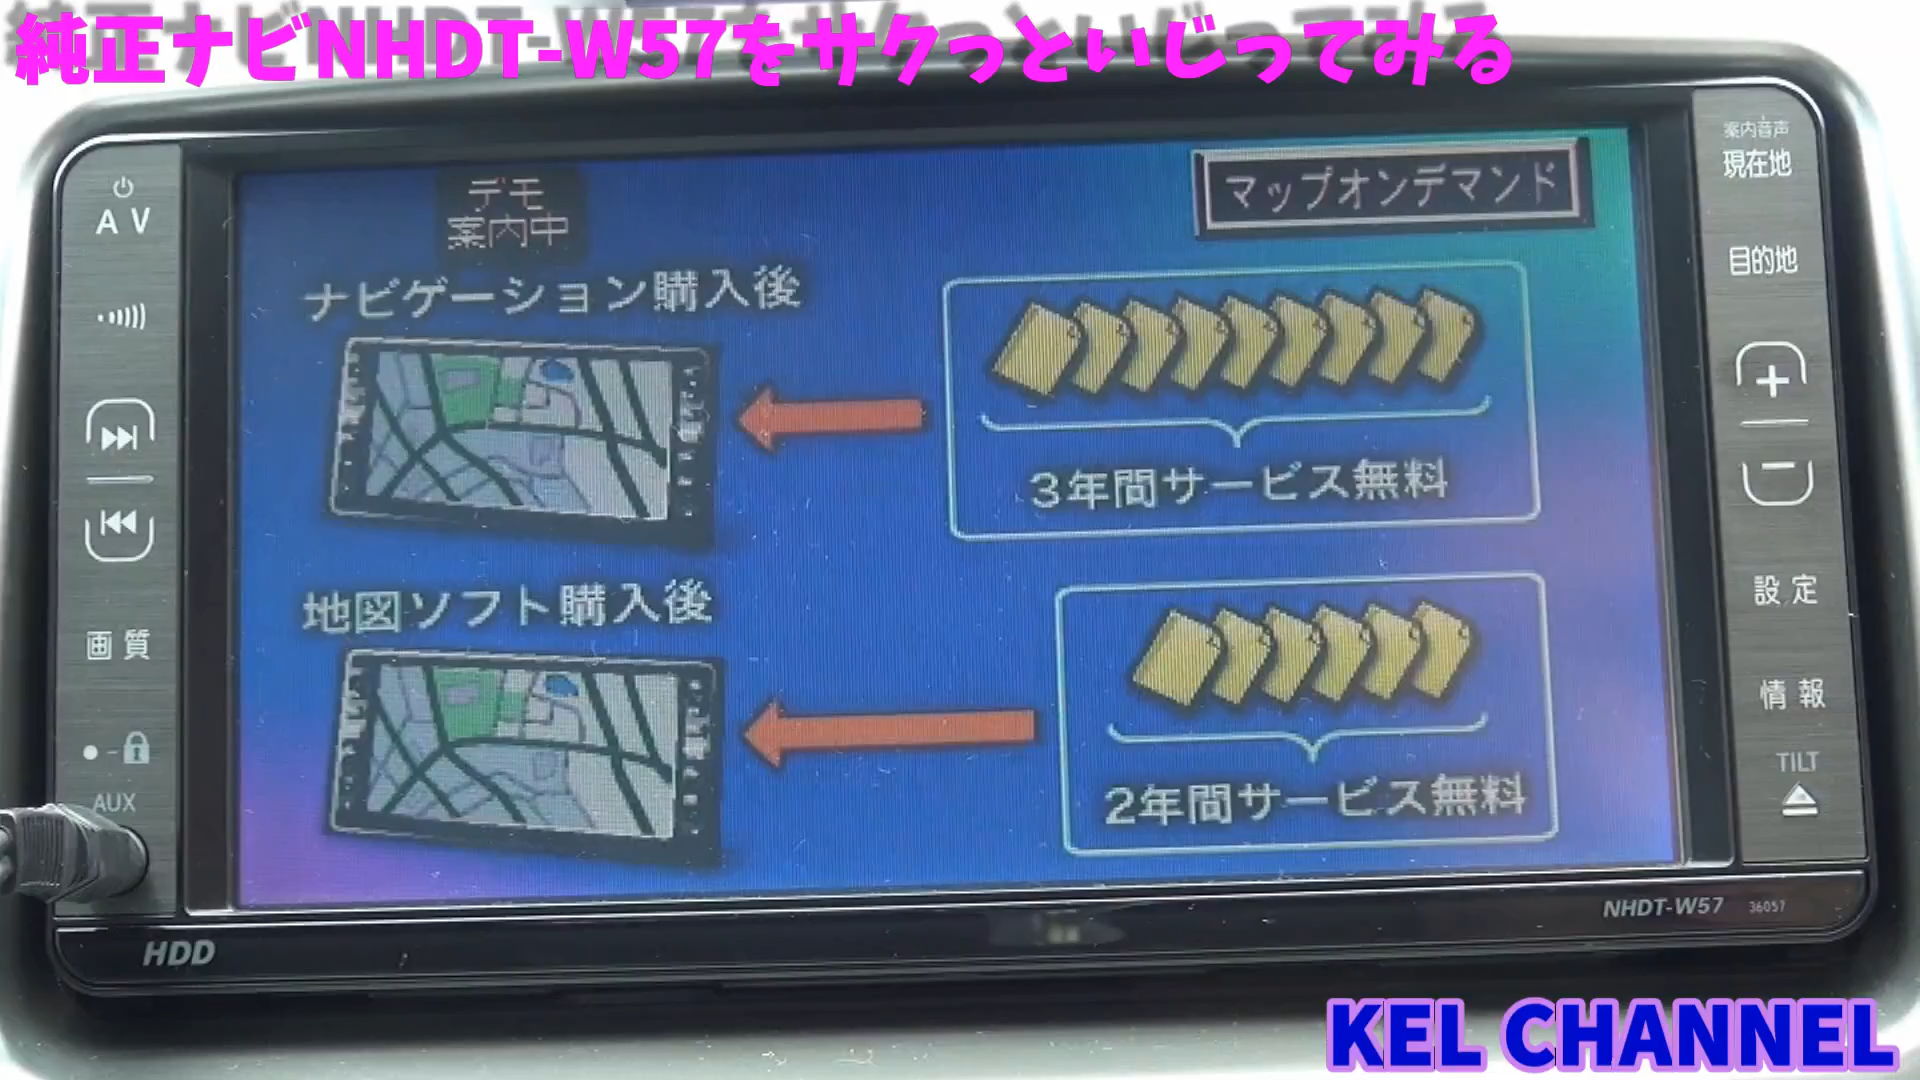 純正ナビNHDT-W57をサクっといじってみる
案内音声
現在地
AV
デモ
案内中
マップオンデマンド
目的地
ナビゲーション購入後
3年間サービス無料
地図ソフト購入後
設定
画質
情報
2年間サービス無料
TILT
AUX
NHDT-W57 36057
HDD
KEL CHANNEL